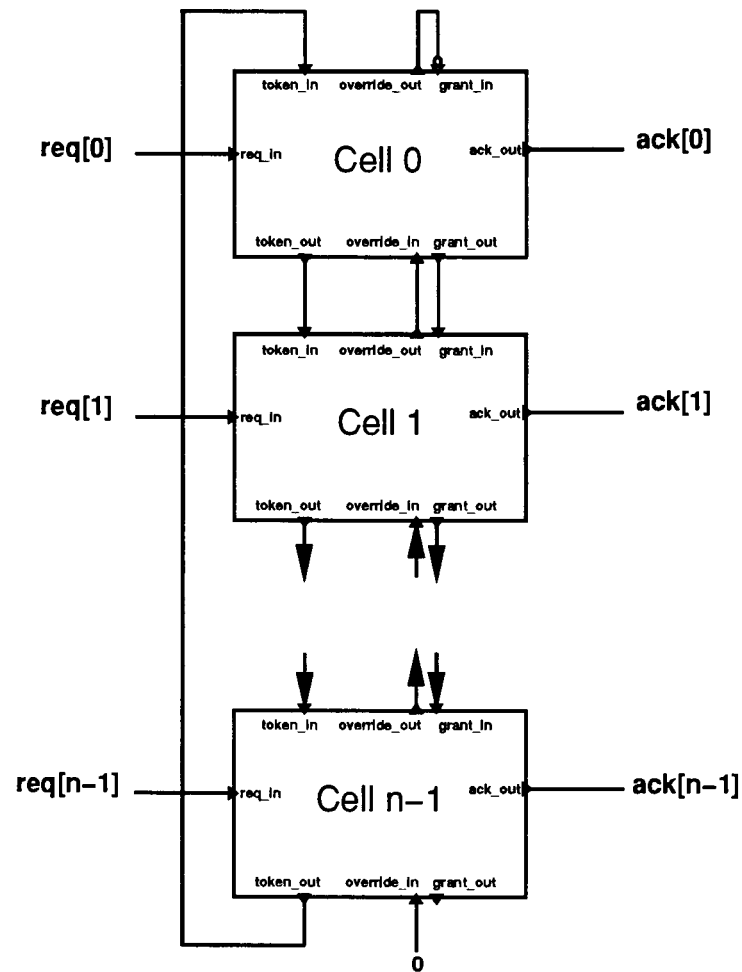 token_in override_out grant_in
req[0] req_in Cell 0 ack_out ack[0]
token_out override_in grant_out
token_in override_out grant_in
req[1] req_in Cell 1 ack_out ack[1]
token_out override_in grant_out
token_in override_out grant_in
req[n-1] req_in Cell n-1 ack_out ack[n-1]
token_out override_in grant_out
0